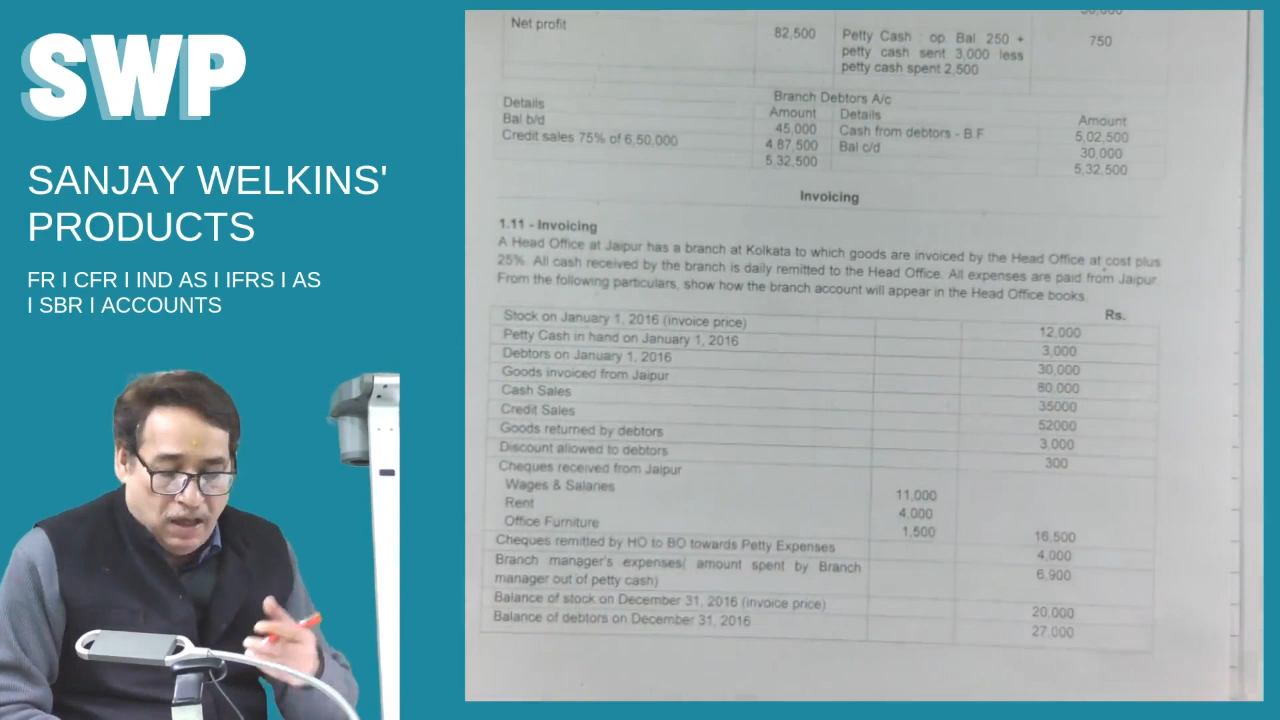 SWP
SANJAY WELKINS'
PRODUCTS
FR I CFR I IND AS I IFRS I AS
I SBR I ACCOUNTS
Net profit 82,500 Petty Cash : op. Bal 250 + 750
petty cash sent 3,000 less
petty cash spent 2,500
Branch Debtors A/c
Details Amount Details Amount
Bal b/d 45,000 Cash from debtors - B.F 5,02,500
Credit sales 75% of 6,50,000 4,87,500 Bal c/d 30,000
5,32,500 5,32,500
Invoicing
1.11 - Invoicing
A Head Office at Jaipur has a branch at Kolkata to which goods are invoiced by the Head Office at cost plus
25%. All cash received by the branch is daily remitted to the Head Office. All expenses are paid from Jaipur.
From the following particulars, show how the branch account will appear in the Head Office books.
Rs.
Stock on January 1, 2016 (invoice price) 12,000
Petty Cash in hand on January 1, 2016 3,000
Debtors on January 1, 2016 30,000
Goods invoiced from Jaipur 80,000
Cash Sales 35000
Credit Sales 52000
Goods returned by debtors 3,000
Discount allowed to debtors 300
Cheques received from Jaipur
Wages & Salaries 11,000
Rent 4,000
Office Furniture 1,500 16,500
Cheques remitted by HO to BO towards Petty Expenses 4,000
Branch manager's expenses( amount spent by Branch 6,900
manager out of petty cash)
Balance of stock on December 31, 2016 (invoice price) 20,000
Balance of debtors on December 31, 2016 27,000